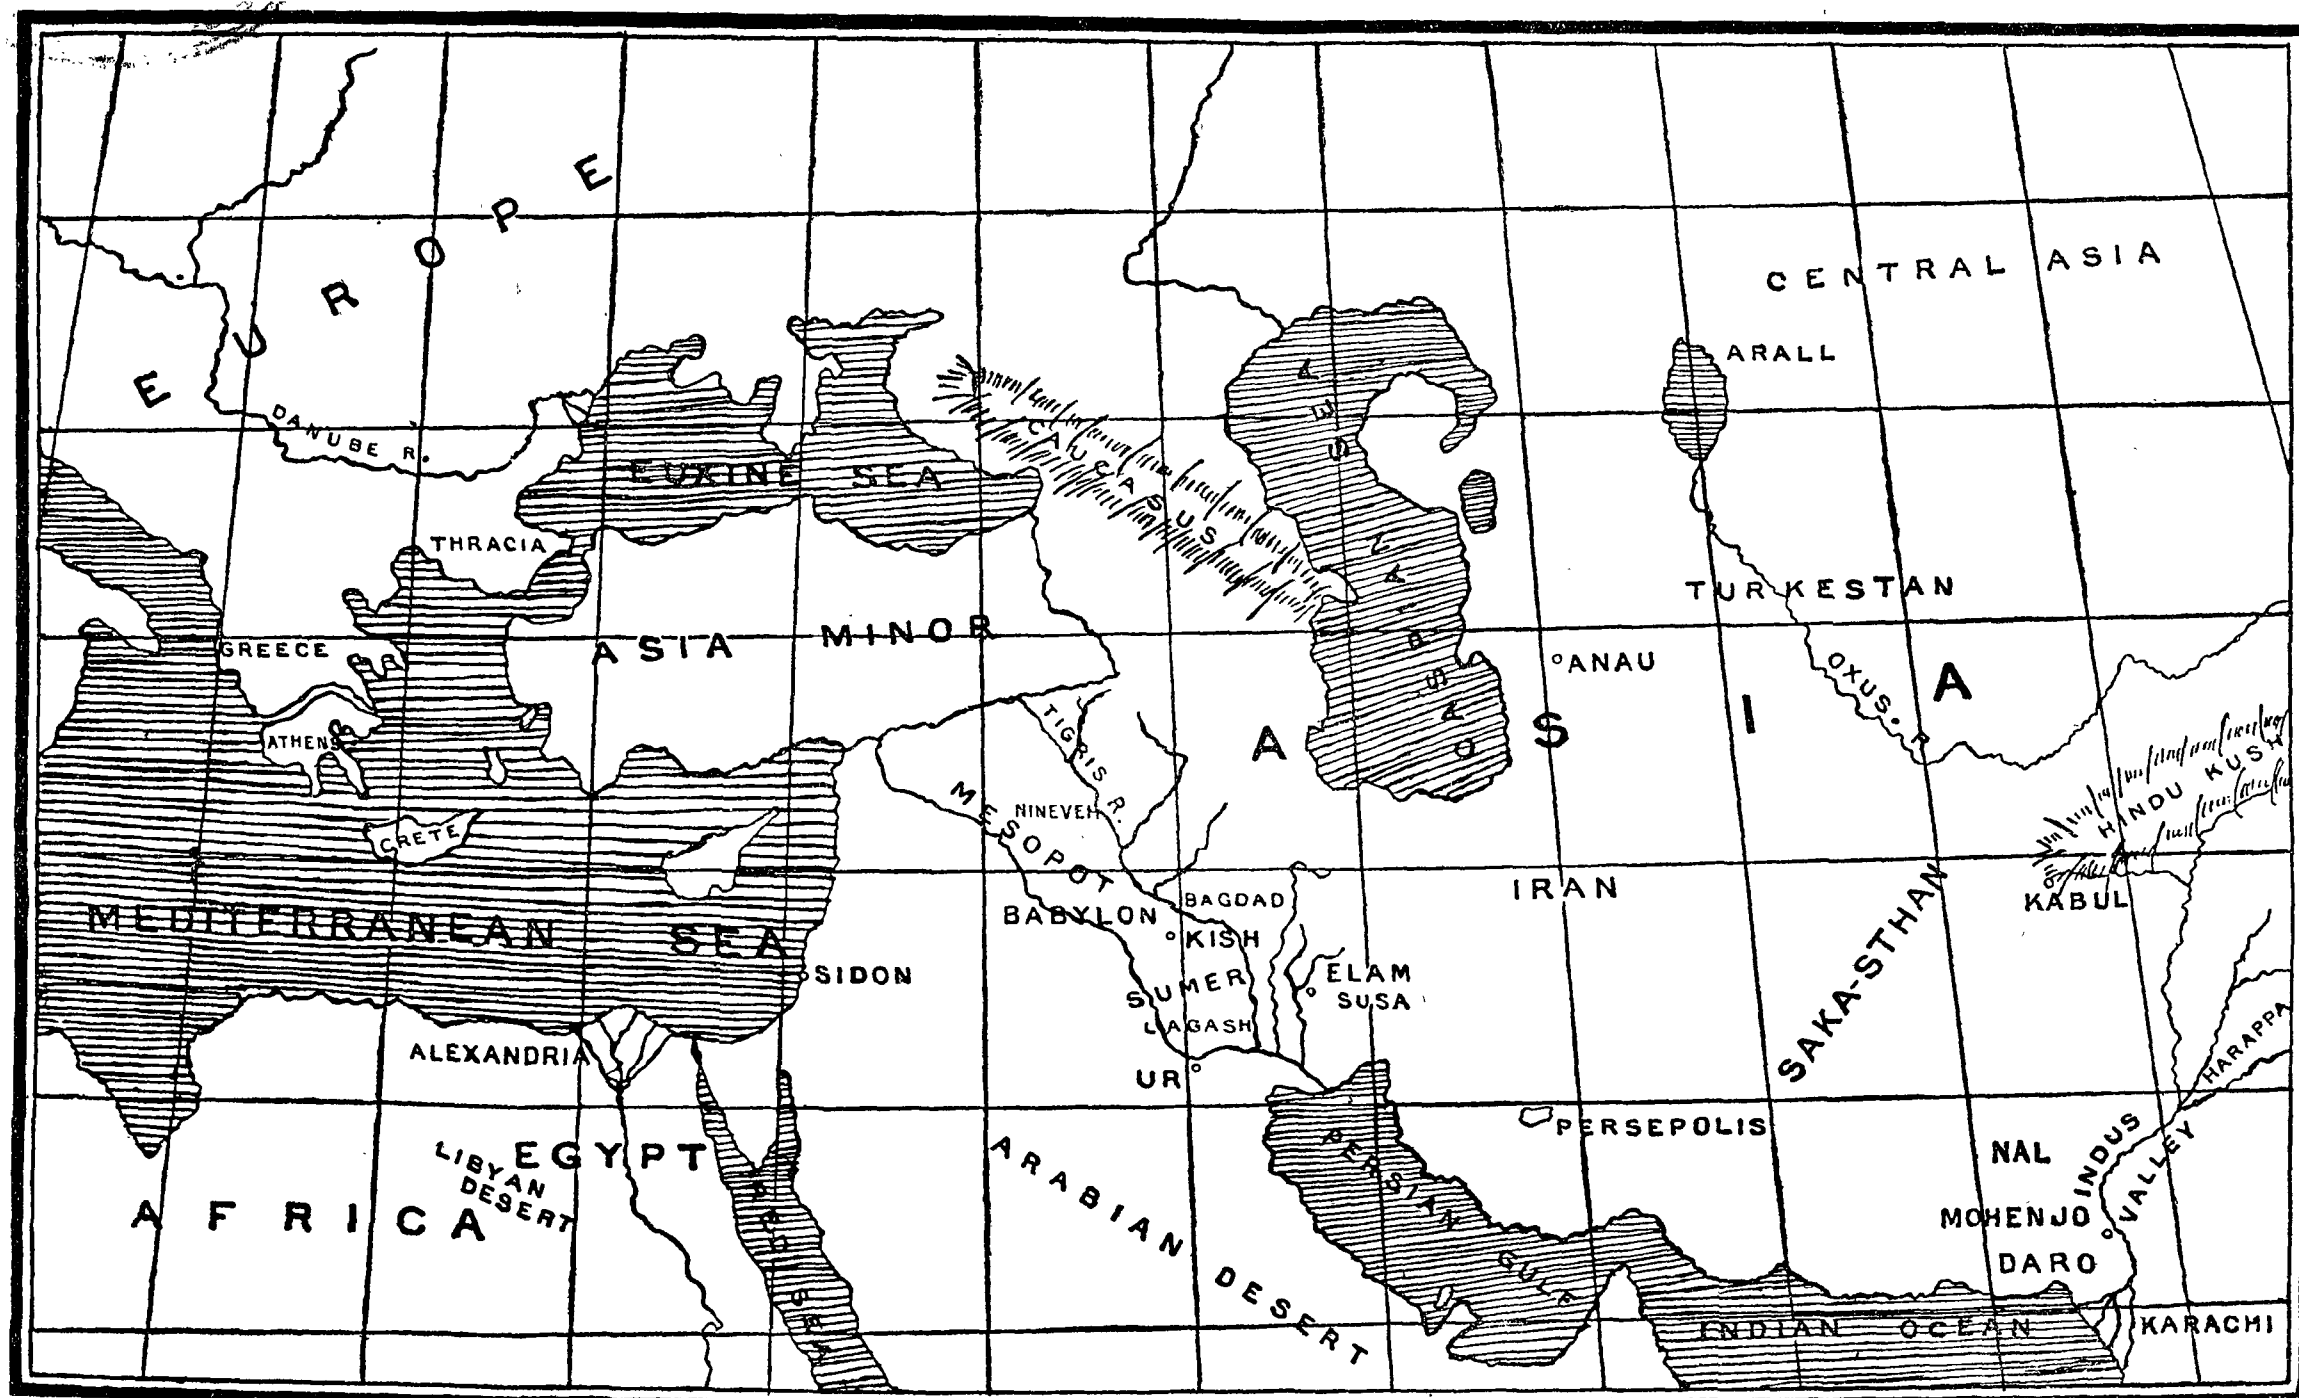 EUROPE
CENTRAL ASIA
ARALL
DANUBE R.
CAUCASUS
EUXINE SEA
CASPIAN SEA
THRACIA
TURKESTAN
ASIA MINOR
GREECE
ANAU
OXUS. R
ASIA
ATHENS
TIGRIS R.
HINDU KUSH
NINEVEH
MESOPOT
CRETE
IRAN
KABUL
BAGDAD
BABYLON
MEDITERRANEAN SEA
KISH
SAKA-STHAN
SIDON
ELAM
SUSA
SUMER
LAGASH
ALEXANDRIA
UR
HARAPPA
PERSEPOLIS
EGYPT
LIBYAN
DESERT
AFRICA
RED SEA
ARABIAN DESERT
PERSIAN GULF
NAL
INDUS
VALLEY
MOHENJO
DARO
INDIAN OCEAN
KARACHI